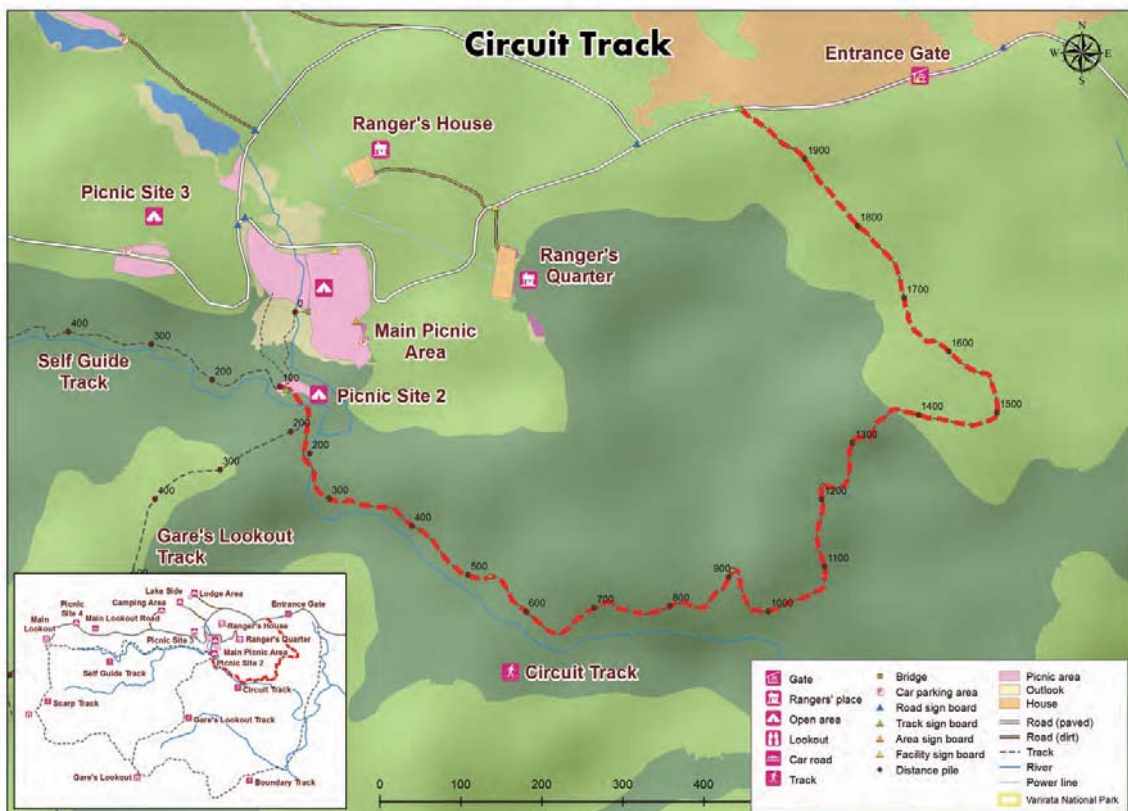 Circuit Track
Entrance Gate
N
W
E
S
Ranger's House
Picnic Site 3
Ranger's
Quarter
Main Picnic
Area
Self Guide
Track
Picnic Site 2
Gare's Lookout
Track
Circuit Track
0
100
200
300
400
200
300
400
200
300
400
500
600
700
800
900
1000
1100
1200
1300
1400
1500
1600
1700
1800
1900
Lake Side
Lodge Area
Camping Area
Entrance Gate
Picnic
Site 4
Main Lookout Road
Main
Lookout
Ranger's House
Picnic Site 3
Ranger's Quarter
Main Picnic Area
Picnic Site 2
Self Guide Track
Circuit Track
Scarp Track
Gare's Lookout Track
Gare's Lookout
Boundary Track
0 100 200 300 400
Gate
Rangers' place
Open area
Lookout
Car road
Track
Bridge
Car parking area
Road sign board
Track sign board
Area sign board
Facility sign board
Distance pile
Picnic area
Outlook
House
Road (paved)
Road (dirt)
Track
River
Power line
Varirata National Park